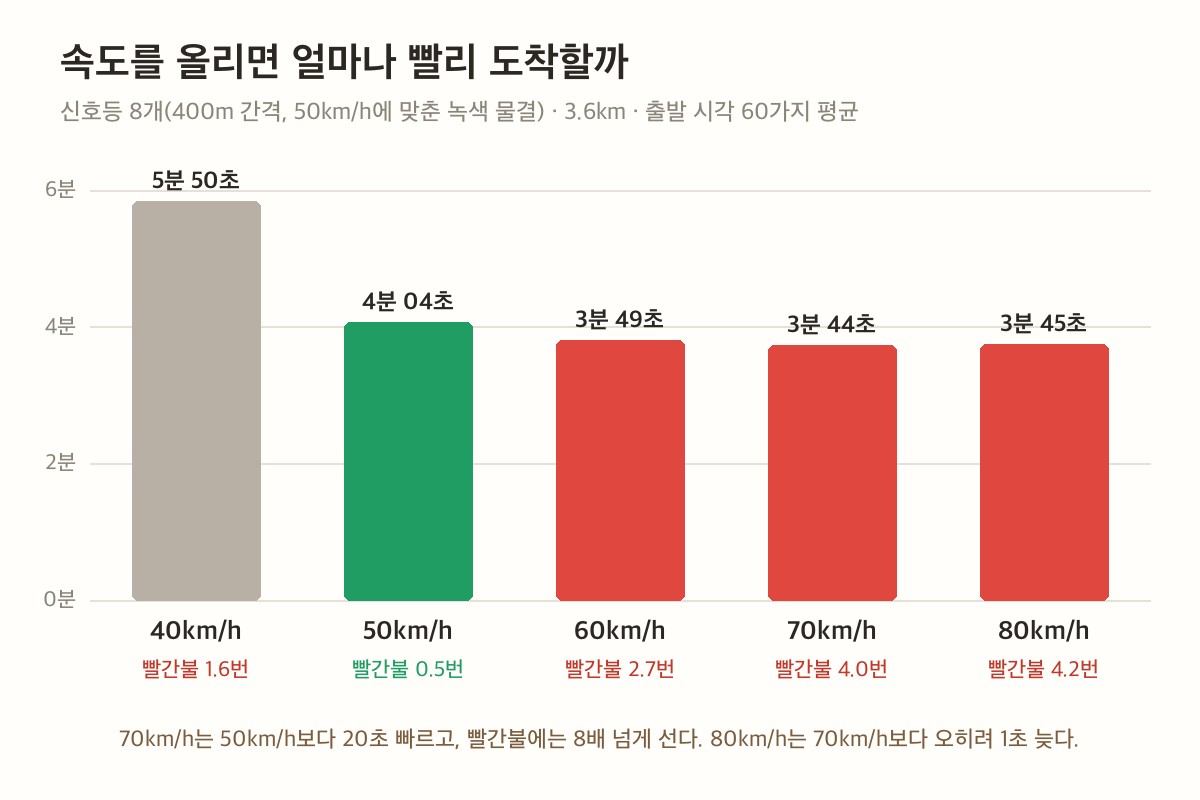 속도를 올리면 얼마나 빨리 도착할까
신호등 8개(400m 간격, 50km/h에 맞춘 녹색 물결) · 3.6km · 출발 시각 60가지 평균
6분
4분
2분
0분
5분 50초
4분 04초
3분 49초
3분 44초
3분 45초
40km/h
50km/h
60km/h
70km/h
80km/h
빨간불 1.6번
빨간불 0.5번
빨간불 2.7번
빨간불 4.0번
빨간불 4.2번
70km/h는 50km/h보다 20초 빠르고, 빨간불에는 8배 넘게 선다. 80km/h는 70km/h보다 오히려 1초 늦다.